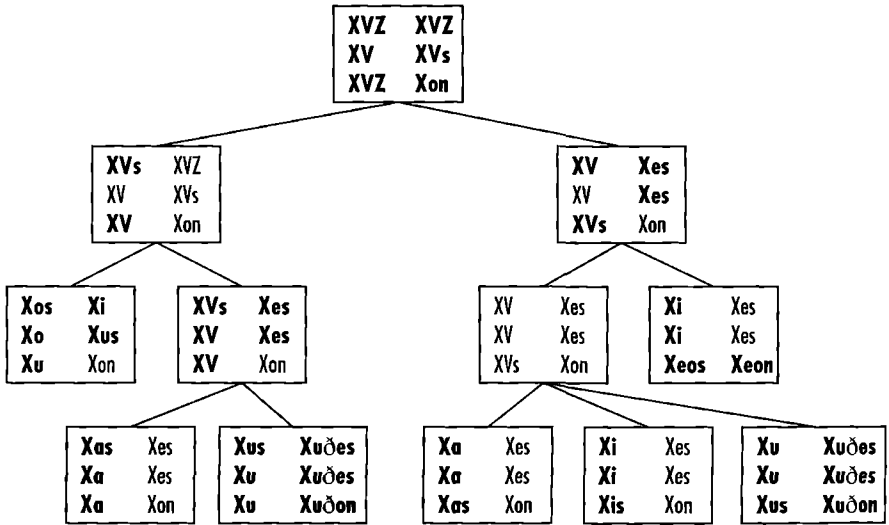 XVZ XVZ
XV XVs
XVZ Xon
XVs XVZ
XV XVs
XV Xon
XV Xes
XV Xes
XVs Xon
Xos Xi
Xo Xus
Xu Xon
XVs Xes
XV Xes
XV Xon
XV Xes
XV Xes
XVs Xon
Xi Xes
Xi Xes
Xeos Xeon
Xas Xes
Xa Xes
Xa Xon
Xus Xuðes
Xu Xuðes
Xu Xuðon
Xa Xes
Xa Xes
Xas Xon
Xi Xes
Xi Xes
Xis Xon
Xu Xuðes
Xu Xuðes
Xus Xuðon